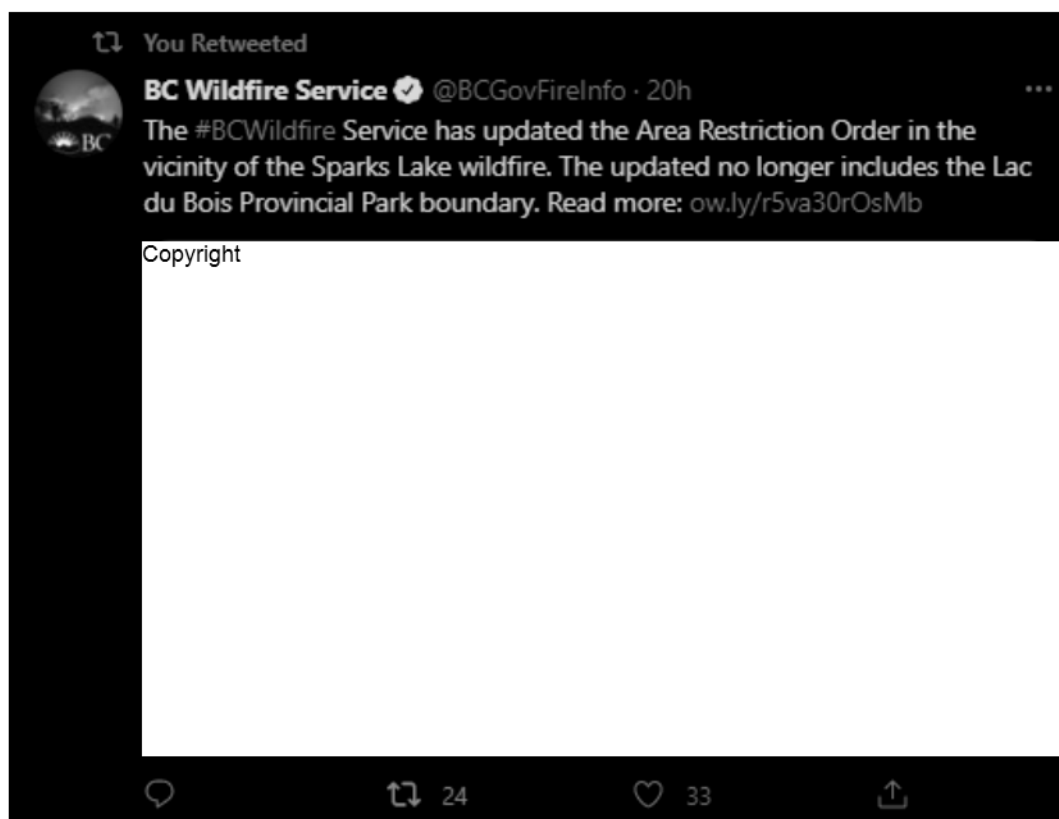 You Retweeted
BC Wildfire Service @BCGovFireInfo · 20h
The #BCWildfire Service has updated the Area Restriction Order in the
vicinity of the Sparks Lake wildfire. The updated no longer includes the Lac
du Bois Provincial Park boundary. Read more: ow.ly/r5va30rOsMb
Copyright
24 33
BC